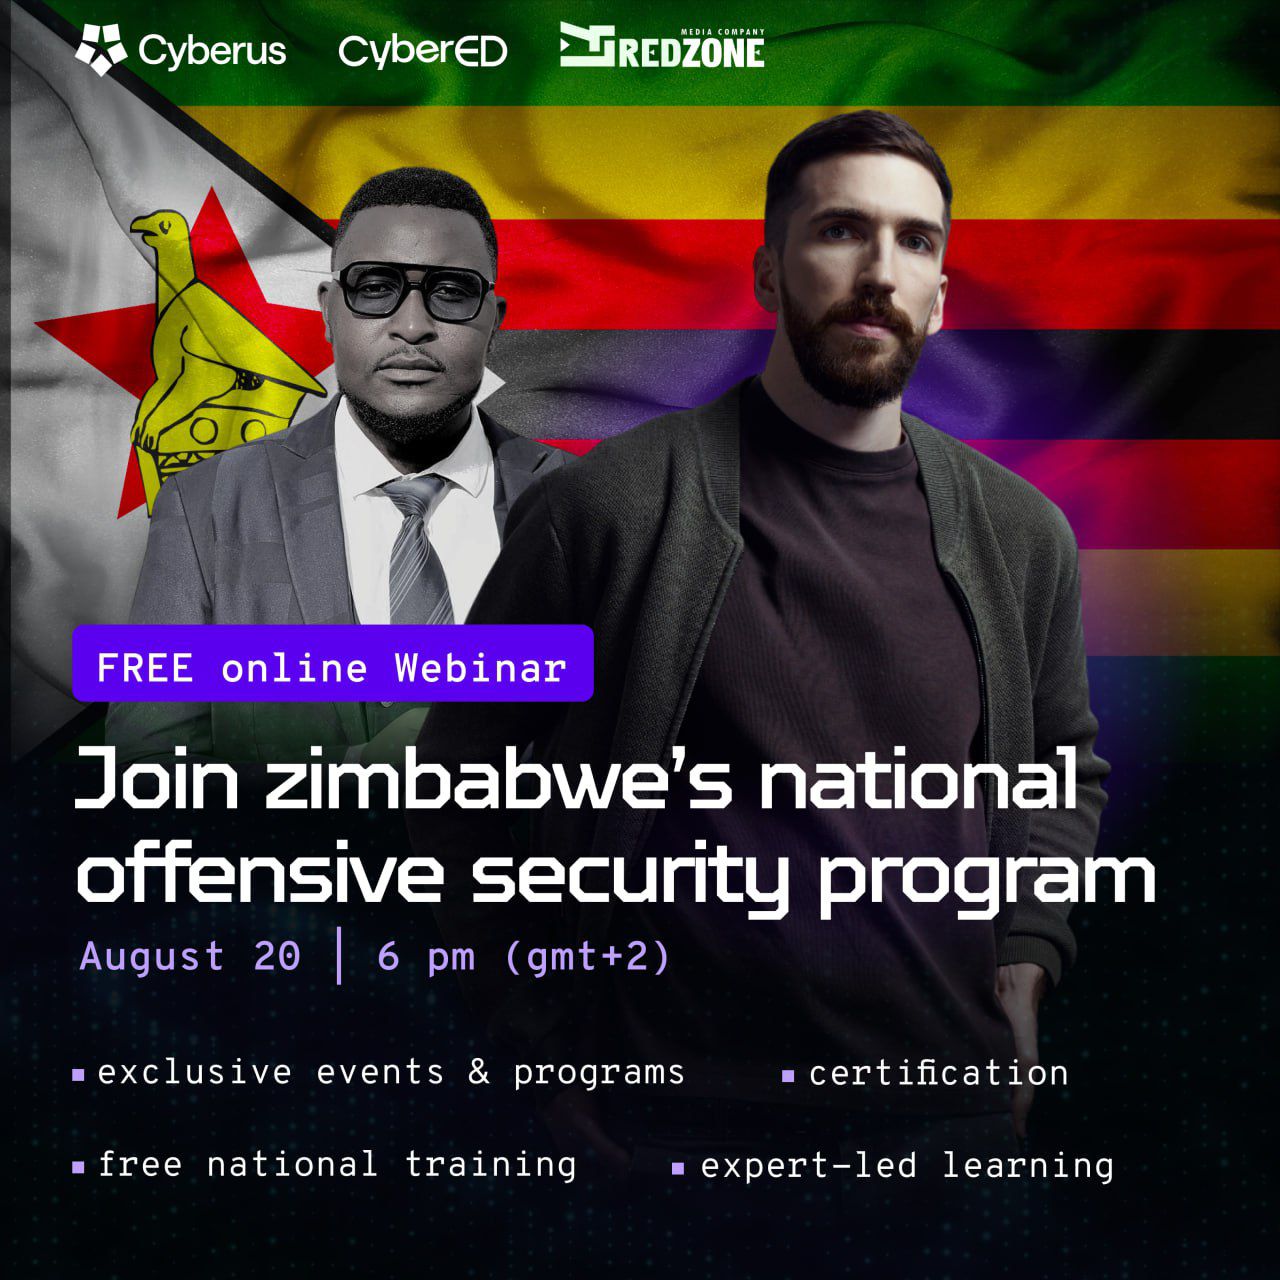 Cyberus
CyberED
MEDIA COMPANY
REDZONE
FREE online Webinar
Join zimbabwe's national
offensive security program
August 20 | 6 pm (gmt+2)
exclusive events & programs
certification
free national training
expert-led learning